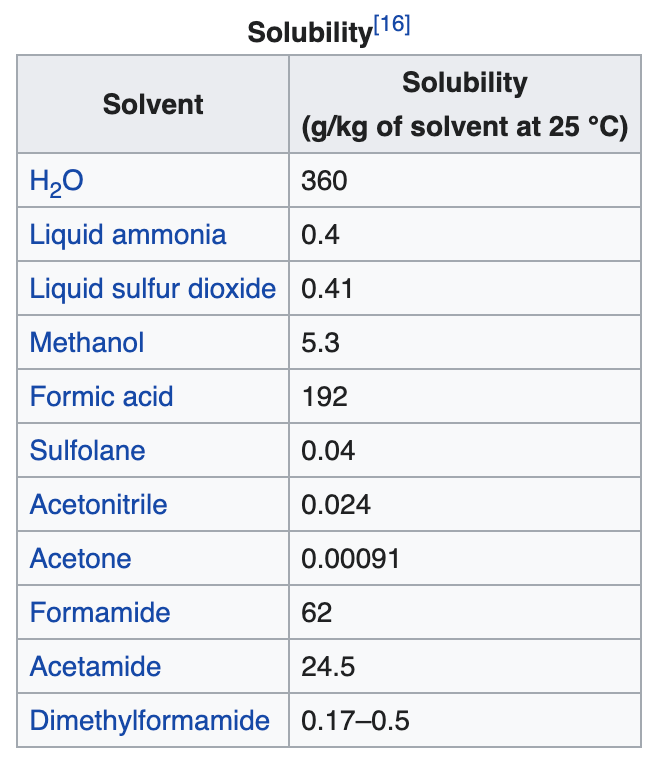 Solubility[16]
Solvent
Solubility
(g/kg of solvent at 25 °C)
H2O 360
Liquid ammonia 0.4
Liquid sulfur dioxide 0.41
Methanol 5.3
Formic acid 192
Sulfolane 0.04
Acetonitrile 0.024
Acetone 0.00091
Formamide 62
Acetamide 24.5
Dimethylformamide 0.17–0.5